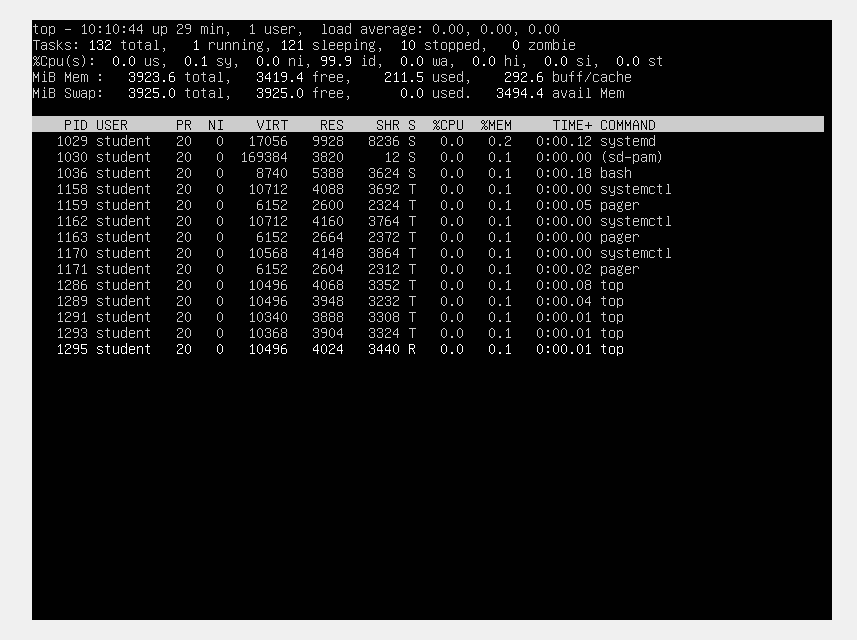 top - 10:10:44 up 29 min,  1 user,  load average: 0.00, 0.00, 0.00
Tasks: 132 total,   1 running, 121 sleeping,  10 stopped,   0 zombie
%Cpu(s):  0.0 us,  0.1 sy,  0.0 ni, 99.9 id,  0.0 wa,  0.0 hi,  0.0 si,  0.0 st
MiB Mem :   3923.6 total,   3419.4 free,    211.5 used,    292.6 buff/cache
MiB Swap:   3925.0 total,   3925.0 free,      0.0 used.   3494.4 avail Mem
    PID USER      PR  NI    VIRT    RES    SHR S  %CPU  %MEM     TIME+ COMMAND
   1029 student   20   0   17056   9928   8236 S   0.0   0.2   0:00.12 systemd
   1030 student   20   0  169384   3820     12 S   0.0   0.1   0:00.00 (sd-pam)
   1036 student   20   0    8740   5388   3624 S   0.0   0.1   0:00.18 bash
   1158 student   20   0   10712   4088   3692 T   0.0   0.1   0:00.00 systemctl
   1159 student   20   0    6152   2600   2324 T   0.0   0.1   0:00.05 pager
   1162 student   20   0   10712   4160   3764 T   0.0   0.1   0:00.00 systemctl
   1163 student   20   0    6152   2664   2372 T   0.0   0.1   0:00.00 pager
   1170 student   20   0   10568   4148   3864 T   0.0   0.1   0:00.00 systemctl
   1171 student   20   0    6152   2604   2312 T   0.0   0.1   0:00.02 pager
   1286 student   20   0   10496   4068   3352 T   0.0   0.1   0:00.08 top
   1289 student   20   0   10496   3948   3232 T   0.0   0.1   0:00.04 top
   1291 student   20   0   10340   3888   3308 T   0.0   0.1   0:00.01 top
   1293 student   20   0   10368   3904   3324 T   0.0   0.1   0:00.01 top
   1295 student   20   0   10496   4024   3440 R   0.0   0.1   0:00.01 top